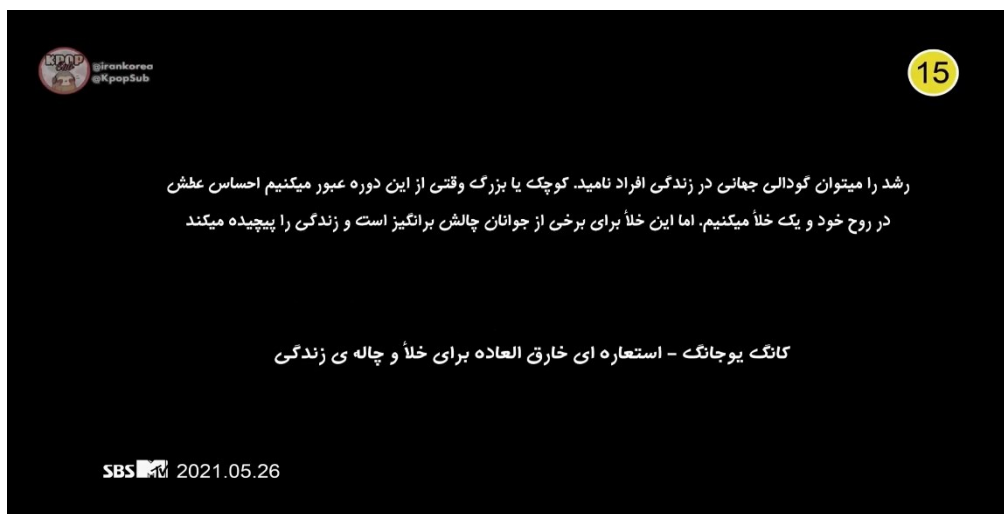 KPOP
@irankorea
@KpopSub
15
رشد را میتوان گودالی جهانی در زندگی افراد نامید. کوچک یا بزرگ وقتی از این دوره عبور میکنیم احساس عطش
در روح خود و یک خلأ میکنیم. اما این خلأ برای برخی از جوانان چالش برانگیز است و زندگی را پیچیده میکند
کانگ یوجانگ - استعاره ای خارق العاده برای خلأ و چاله ی زندگی
SBS MTV 2021.05.26